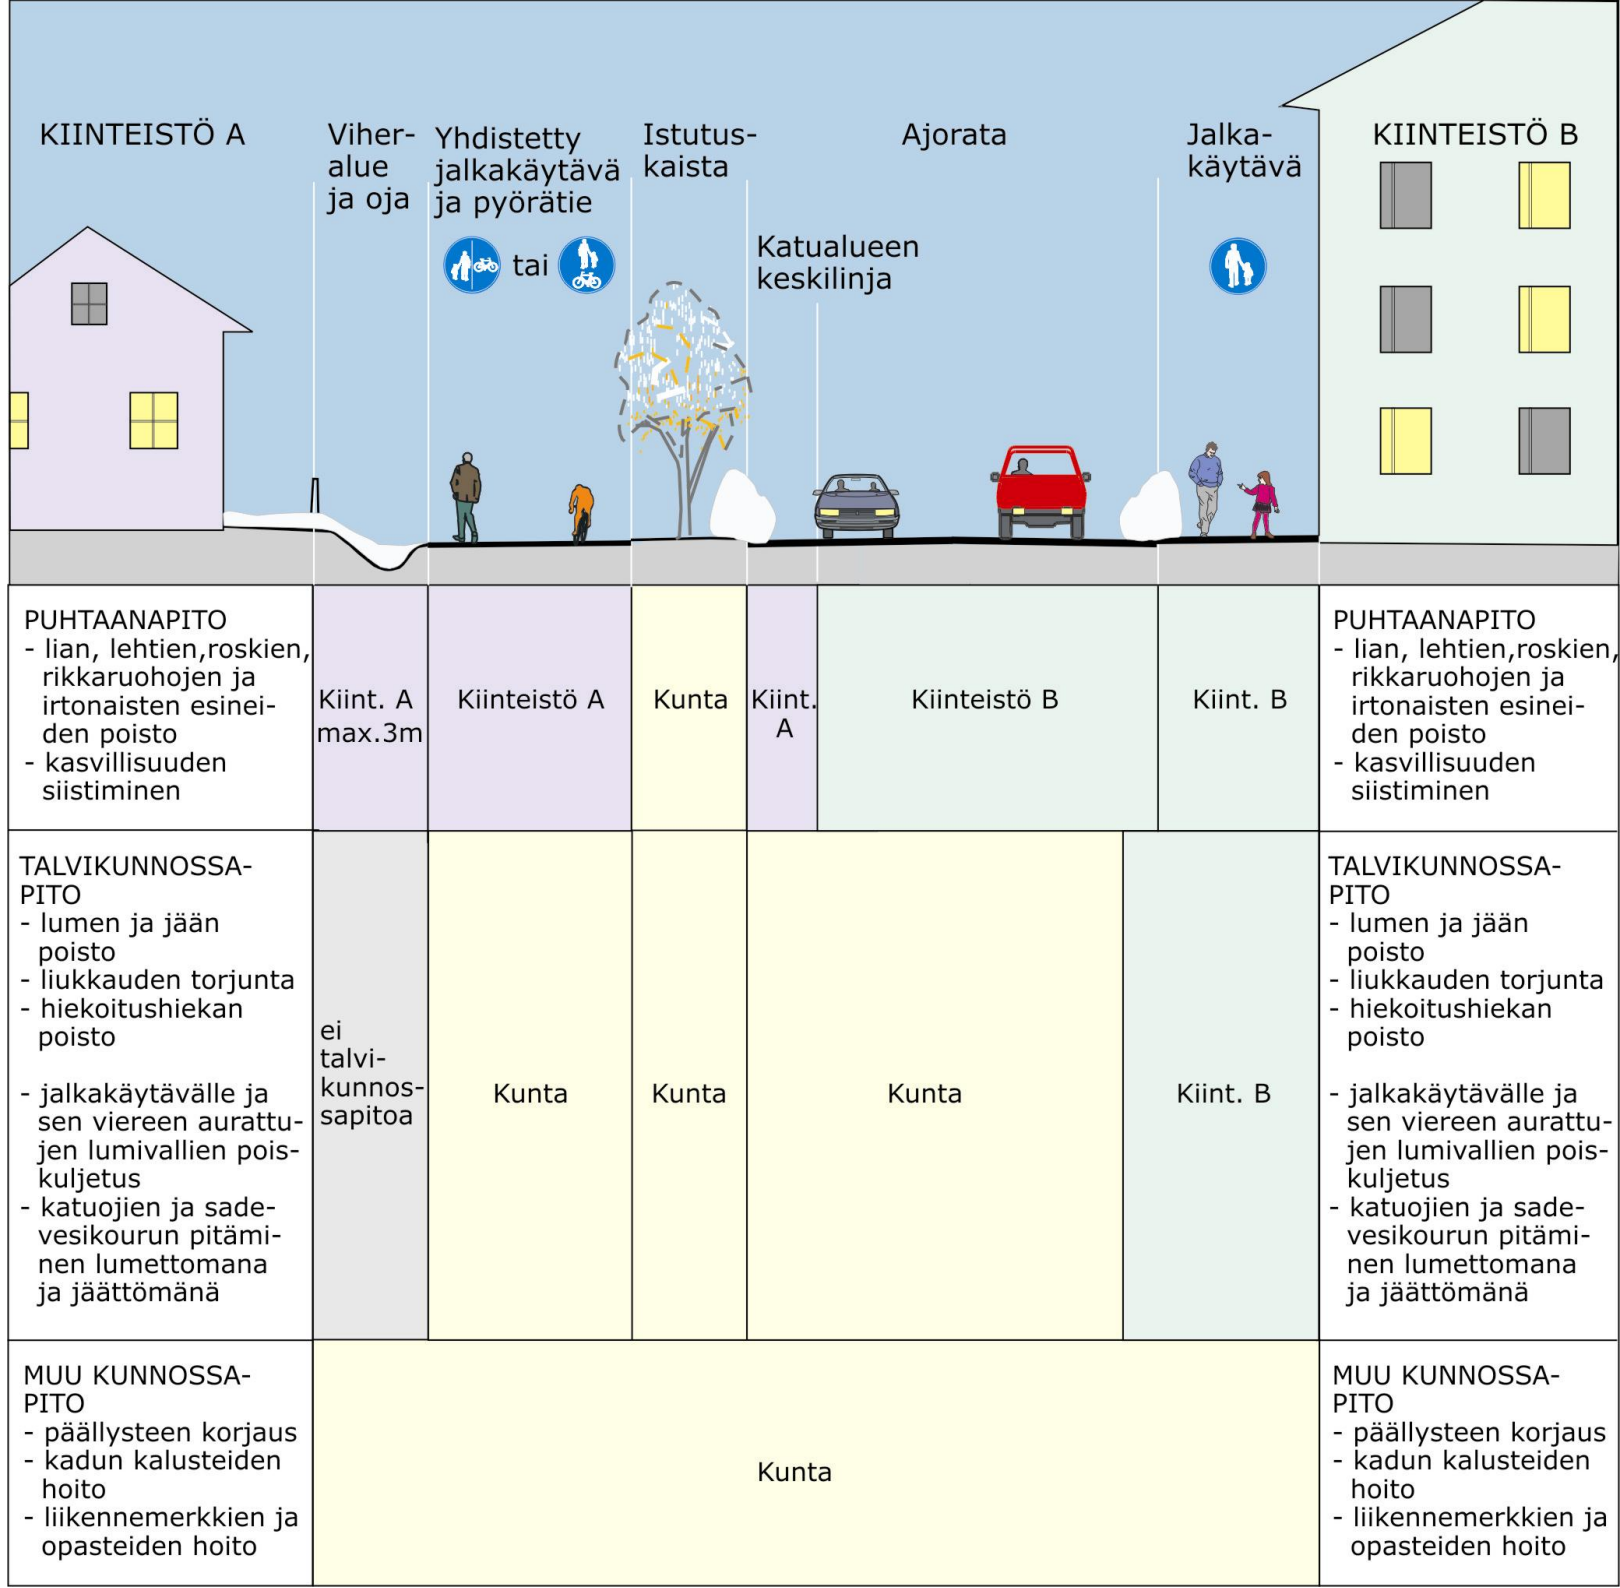 KIINTEISTÖ A
Viher-
alue
ja oja
Yhdistetty
jalkakäytävä
ja pyörätie
tai
Istutus-
kaista
Katualueen
keskilinja
Ajorata
Jalka-
käytävä
KIINTEISTÖ B
PUHTAANAPITO
- lian, lehtien,roskien,
rikkaruohojen ja
irtonaisten esinei-
den poisto
- kasvillisuuden
siistiminen
Kiint. A
max.3m
Kiinteistö A
Kunta
Kiint.
A
Kiinteistö B
Kiint. B
PUHTAANAPITO
- lian, lehtien,roskien,
rikkaruohojen ja
irtonaisten esinei-
den poisto
- kasvillisuuden
siistiminen
TALVIKUNNOSSA-
PITO
- lumen ja jään
poisto
- liukkauden torjunta
- hiekoitushiekan
poisto
- jalkakäytävälle ja
sen viereen aurattu-
jen lumivallien pois-
kuljetus
- katuojien ja sade-
vesikourun pitämi-
nen lumettomana
ja jäättömänä
ei
talvi-
kunnos-
sapitoa
Kunta
Kunta
Kunta
Kiint. B
TALVIKUNNOSSA-
PITO
- lumen ja jään
poisto
- liukkauden torjunta
- hiekoitushiekan
poisto
- jalkakäytävälle ja
sen viereen aurattu-
jen lumivallien pois-
kuljetus
- katuojien ja sade-
vesikourun pitämi-
nen lumettomana
ja jäättömänä
MUU KUNNOSSA-
PITO
- päällysteen korjaus
- kadun kalusteiden
hoito
- liikennemerkkien ja
opasteiden hoito
Kunta
MUU KUNNOSSA-
PITO
- päällysteen korjaus
- kadun kalusteiden
hoito
- liikennemerkkien ja
opasteiden hoito